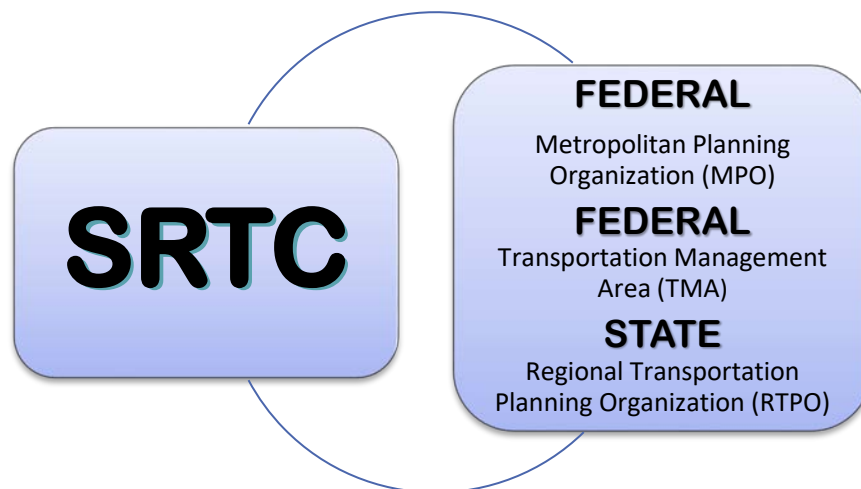 SRTC
FEDERAL
Metropolitan Planning
Organization (MPO)
FEDERAL
Transportation Management
Area (TMA)
STATE
Regional Transportation
Planning Organization (RTPO)